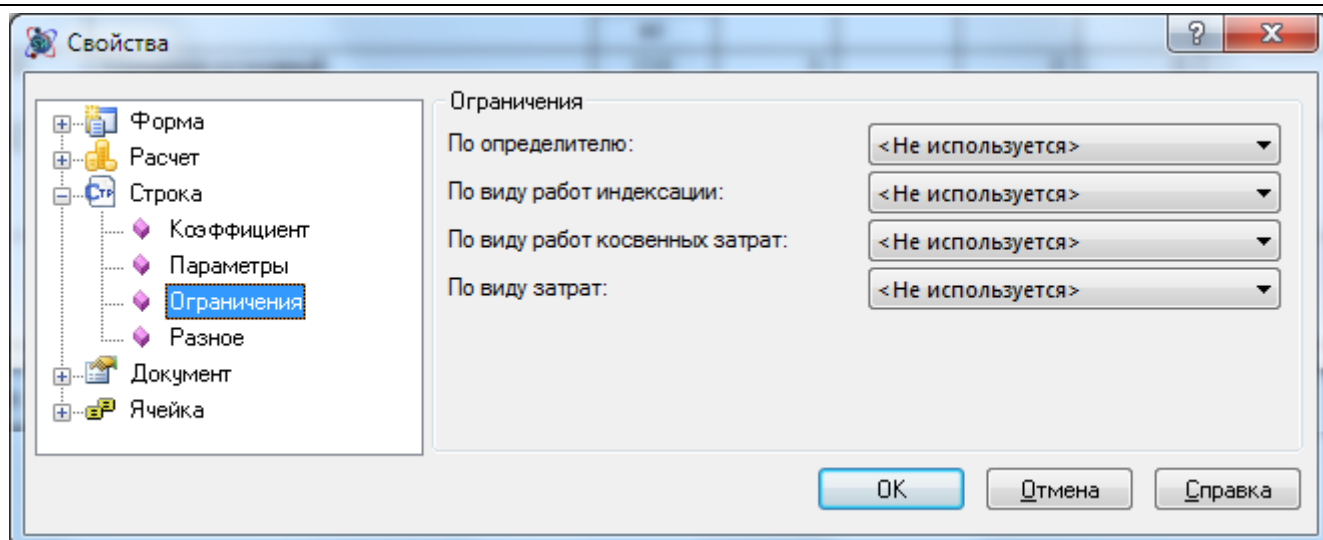 Свойства
Форма
Расчет
Строка
Коэффициент
Параметры
Ограничения
Разное
Документ
Ячейка
Ограничения
По определителю: <Не используется>
По виду работ индексации: <Не используется>
По виду работ косвенных затрат: <Не используется>
По виду затрат: <Не используется>
OK Отмена Справка